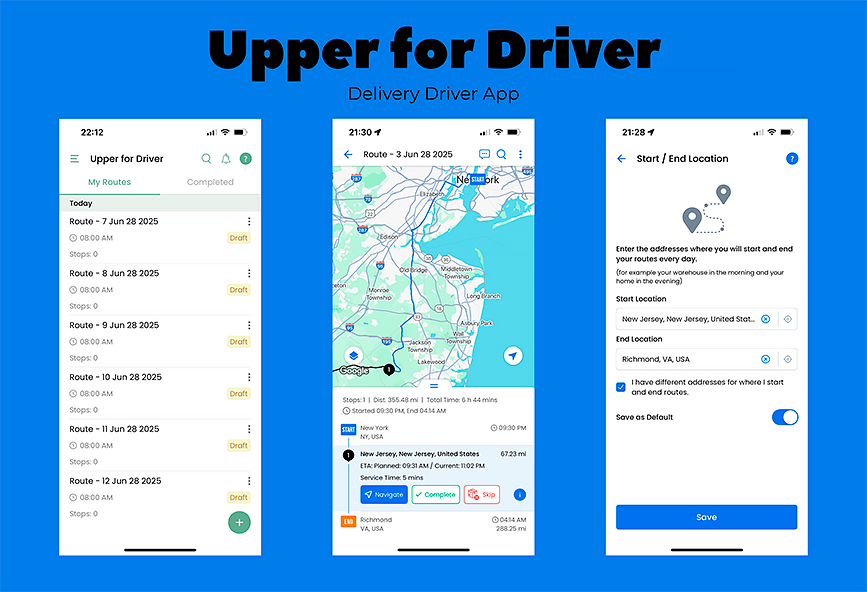 Upper for Driver
Delivery Driver App
22:12
Upper for Driver
?
My Routes
Completed
Today
Route - 7 Jun 28 2025
08:00 AM
Draft
Stops: 0
Route - 8 Jun 28 2025
08:00 AM
Draft
Stops: 0
Route - 9 Jun 28 2025
08:00 AM
Draft
Stops: 0
Route - 10 Jun 28 2025
08:00 AM
Draft
Stops: 0
Route - 11 Jun 28 2025
08:00 AM
Draft
Stops: 0
Route - 12 Jun 28 2025
08:00 AM
Draft
Stops: 0
+
21:30
Route - 3 Jun 28 2025
START
Elizabeth
Edison
Old Bridge
Middletown
Township
Monroe
Township
Long Branch
Asbury Park
Wall
Township
Jackson
Township
Lakewood
Google
1
Stops: 1 | Dist. 355.48 mi | Total Time: 6 h 44 mins
Started 09:30 PM, End 04:14 AM
START
New York
09:30 PM
NY, USA
1
New Jersey, New Jersey, United States
67.23 mi
ETA: Planned: 09:31 AM / Current: 11:02 PM
Service Time: 5 mins
Navigate
Complete
Skip
i
END
Richmond
04:14 AM
VA, USA
288.25 mi
21:28
Start / End Location
?
Enter the addresses where you will start and end
your routes every day.
(for example your warehouse in the morning and your
home in the evening)
Start Location
New Jersey, New Jersey, United Stat...
End Location
Richmond, VA, USA
I have different addresses for where I start
and end routes.
Save as Default
Save